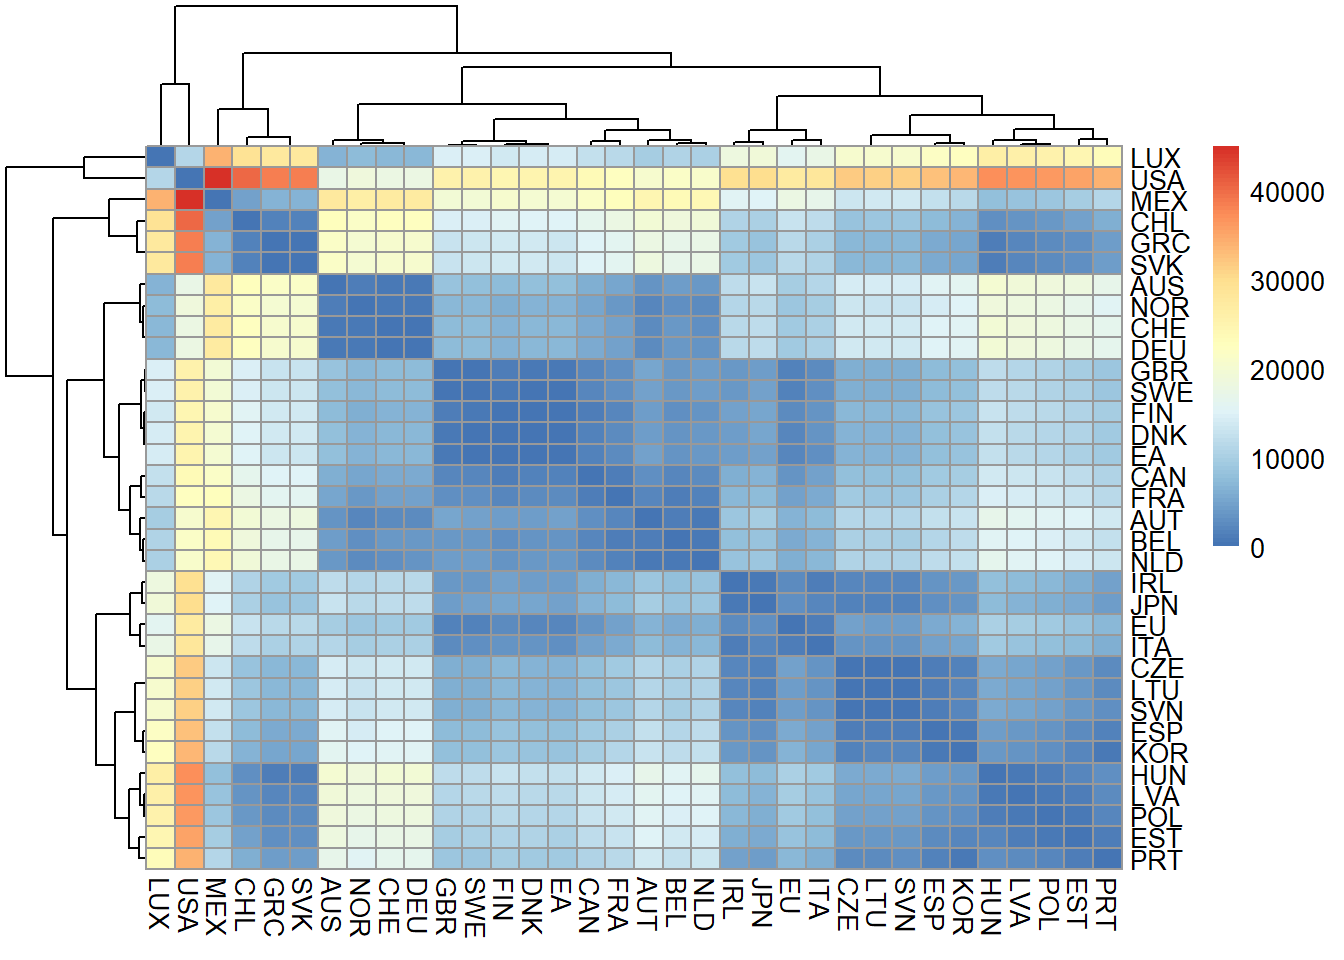 LUX
USA
MEX
CHL
GRC
SVK
AUS
NOR
CHE
DEU
GBR
SWE
FIN
DNK
EA
CAN
FRA
AUT
BEL
NLD
IRL
JPN
EU
ITA
CZE
LTU
SVN
ESP
KOR
HUN
LVA
POL
EST
PRT
40000
30000
20000
10000
0
LUX
USA
MEX
CHL
GRC
SVK
AUS
NOR
CHE
DEU
GBR
SWE
FIN
DNK
EA
CAN
FRA
AUT
BEL
NLD
IRL
JPN
EU
ITA
CZE
LTU
SVN
ESP
KOR
HUN
LVA
POL
EST
PRT